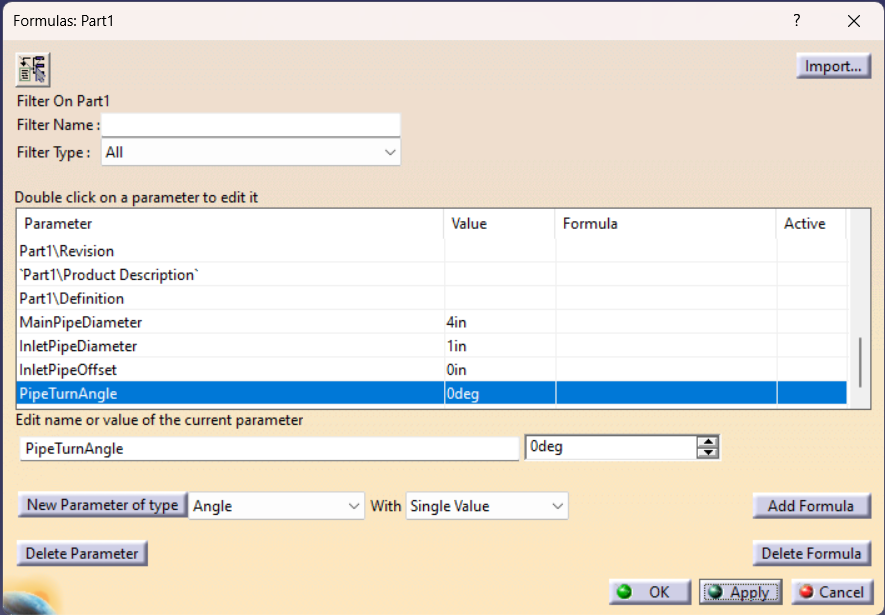 Formulas: Part1 ?
Import...
Filter On Part1
Filter Name :
Filter Type : All
Double click on a parameter to edit it
Parameter Value Formula Active
Part1\Revision
`Part1\Product Description`
Part1\Definition
MainPipeDiameter 4in
InletPipeDiameter 1in
InletPipeOffset 0in
PipeTurnAngle 0deg
Edit name or value of the current parameter
PipeTurnAngle 0deg
New Parameter of type Angle With Single Value Add Formula
Delete Parameter Delete Formula
OK Apply Cancel